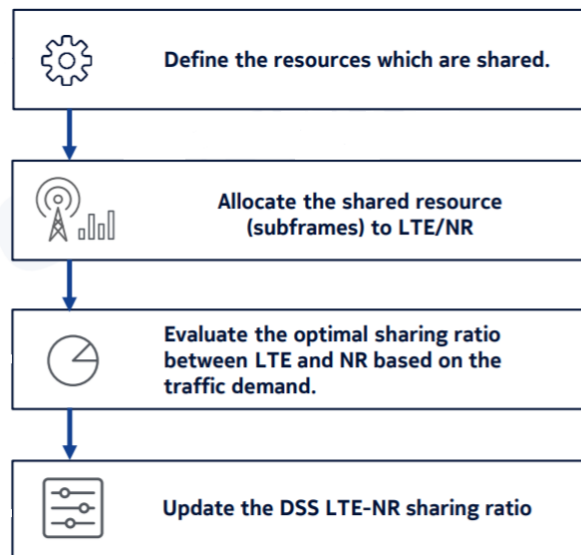 Define the resources which are shared.
Allocate the shared resource
(subframes) to LTE/NR
Evaluate the optimal sharing ratio
between LTE and NR based on the
traffic demand.
Update the DSS LTE-NR sharing ratio